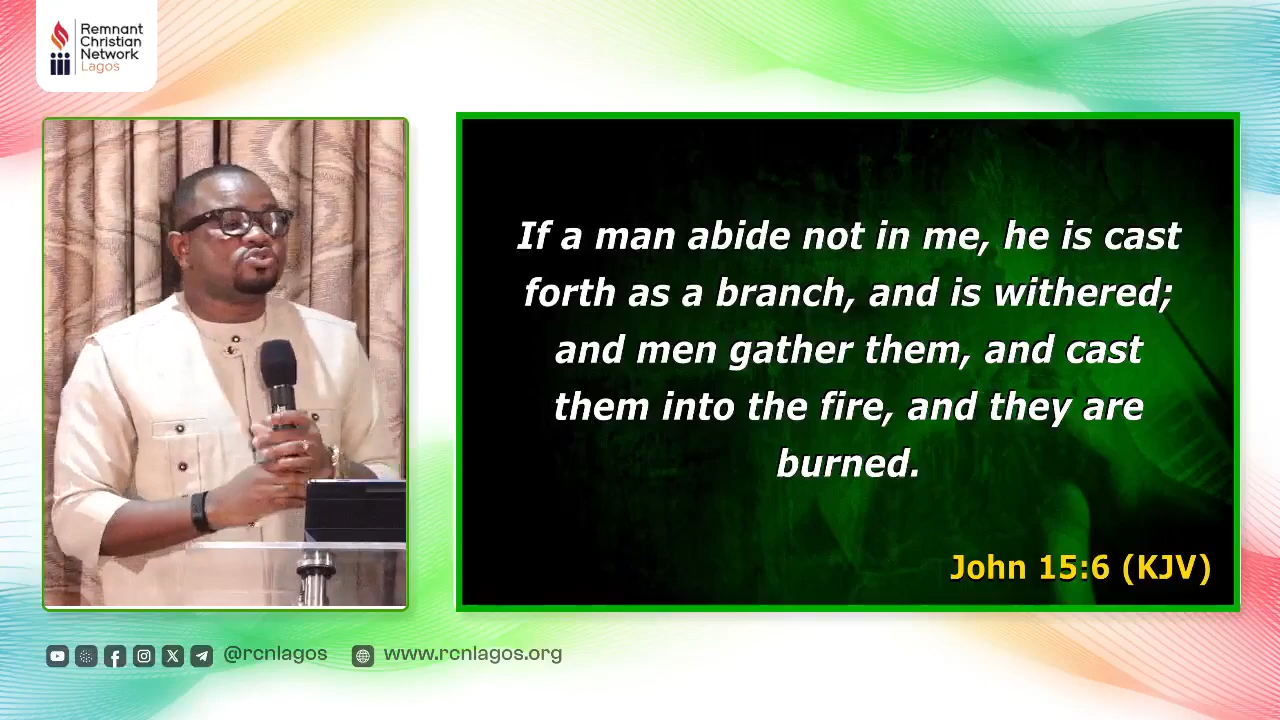 Remnant
Christian
Network
Lagos
If a man abide not in me, he is cast
forth as a branch, and is withered;
and men gather them, and cast
them into the fire, and they are
burned.
John 15:6 (KJV)
@rcnlagos www.rcnlagos.org